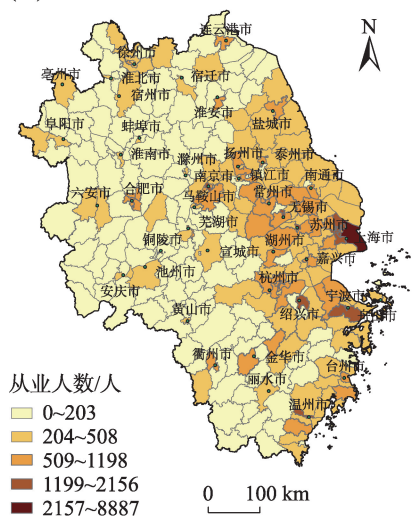 N
连云港市
徐州市
亳州市
淮北市
宿迁市
宿州市
淮安市
阜阳市
蚌埠市
盐城市
淮南市
滁州市
扬州市
泰州市
南京市
镇江市
南通市
六安市
合肥市
马鞍山市
常州市
无锡市
芜湖市
苏州市
海市
铜陵市
宣城市
湖州市
嘉兴市
池州市
安庆市
杭州市
宁波市
黄山市
绍兴市
衢州市
金华市
台州市
丽水市
温州市
从业人数/人
0~203
204~508
509~1198
1199~2156
2157~8887
0 100 km